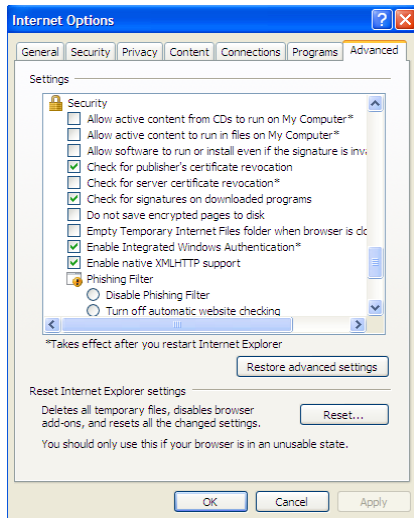 Internet Options
General Security Privacy Content Connections Programs Advanced
Settings
Security
Allow active content from CDs to run on My Computer*
Allow active content to run in files on My Computer*
Allow software to run or install even if the signature is
Check for publisher's certificate revocation
Check for server certificate revocation*
Check for signatures on downloaded programs
Do not save encrypted pages to disk
Empty Temporary Internet Files folder when browser is
Enable Integrated Windows Authentication*
Enable native XMLHTTP support
Phishing Filter
Disable Phishing Filter
Turn off automatic website checking
*Takes effect after you restart Internet Explorer
Restore advanced settings
Reset Internet Explorer settings
Deletes all temporary files, disables browser
add-ons, and resets all the changed settings.
Reset...
You should only use this if your browser is in an unusable state.
OK Cancel Apply